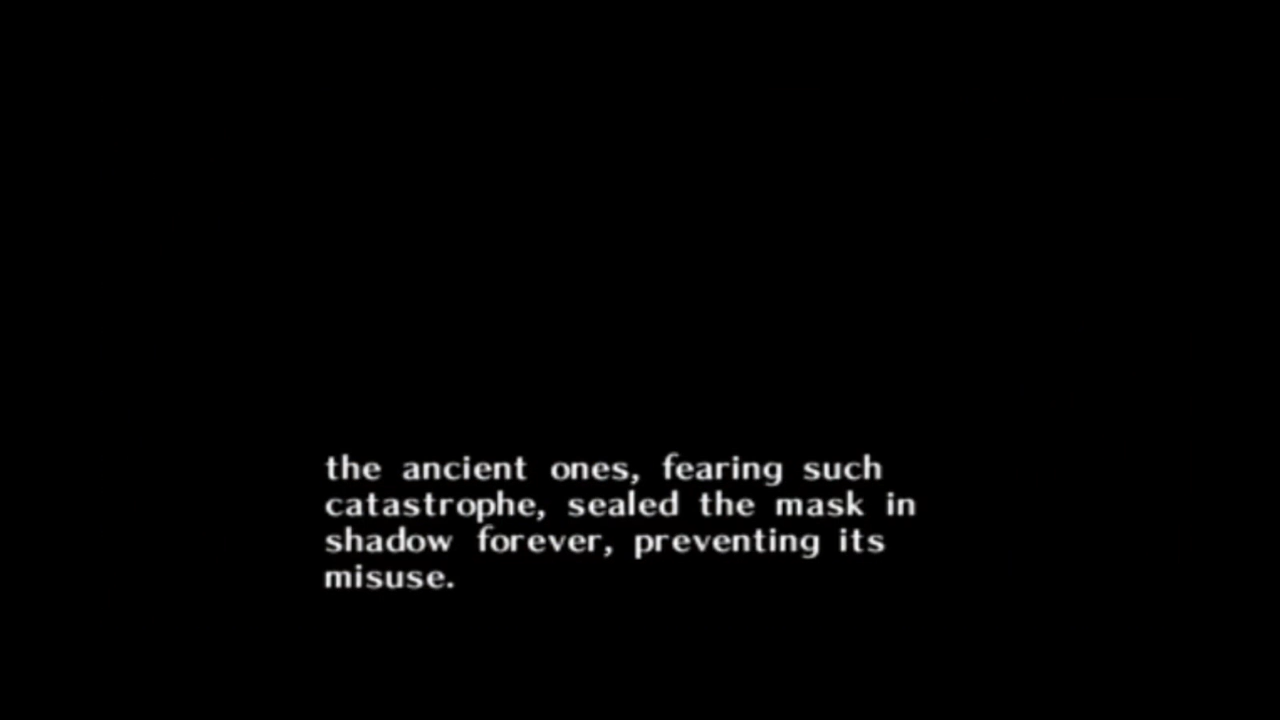 the ancient ones, fearing such
catastrophe, sealed the mask in
shadow forever, preventing its
misuse.